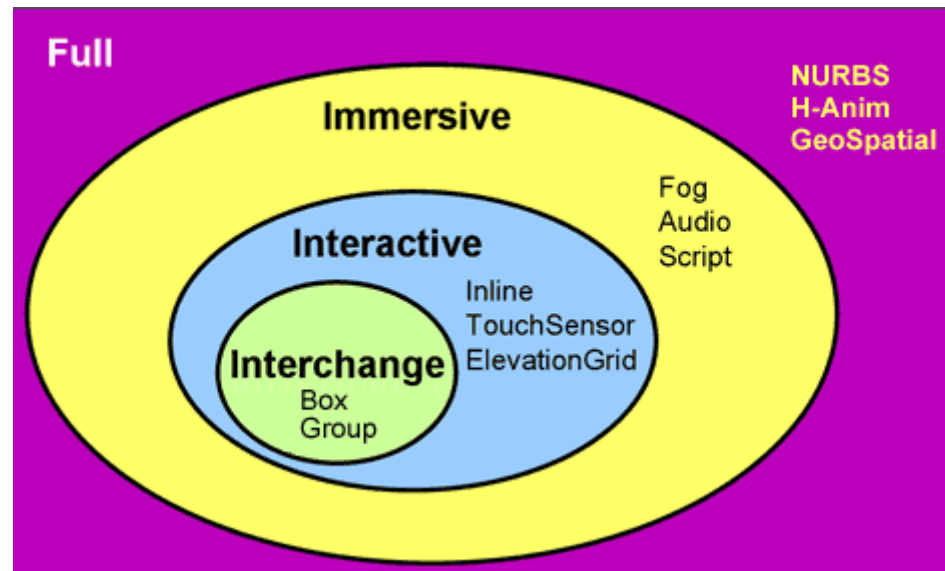 Full
NURBS
H-Anim
GeoSpatial
Immersive
Fog
Audio
Script
Interactive
Inline
TouchSensor
ElevationGrid
Interchange
Box
Group